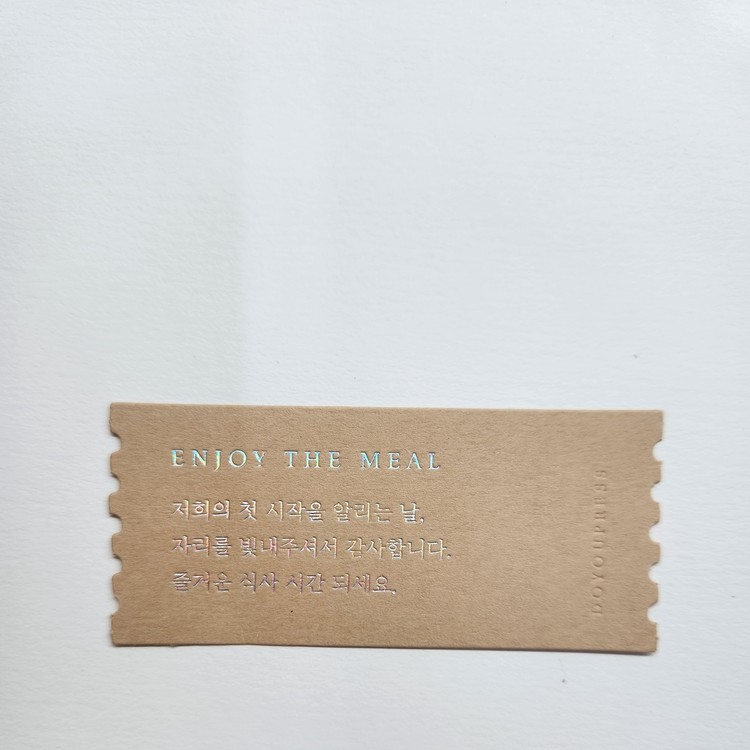 ENJOY THE MEAL
저희의 첫 시작을 알리는 날,
자리를 빛내주셔서 감사합니다.
즐거운 식사 시간 되세요.
DOYOUPRESS